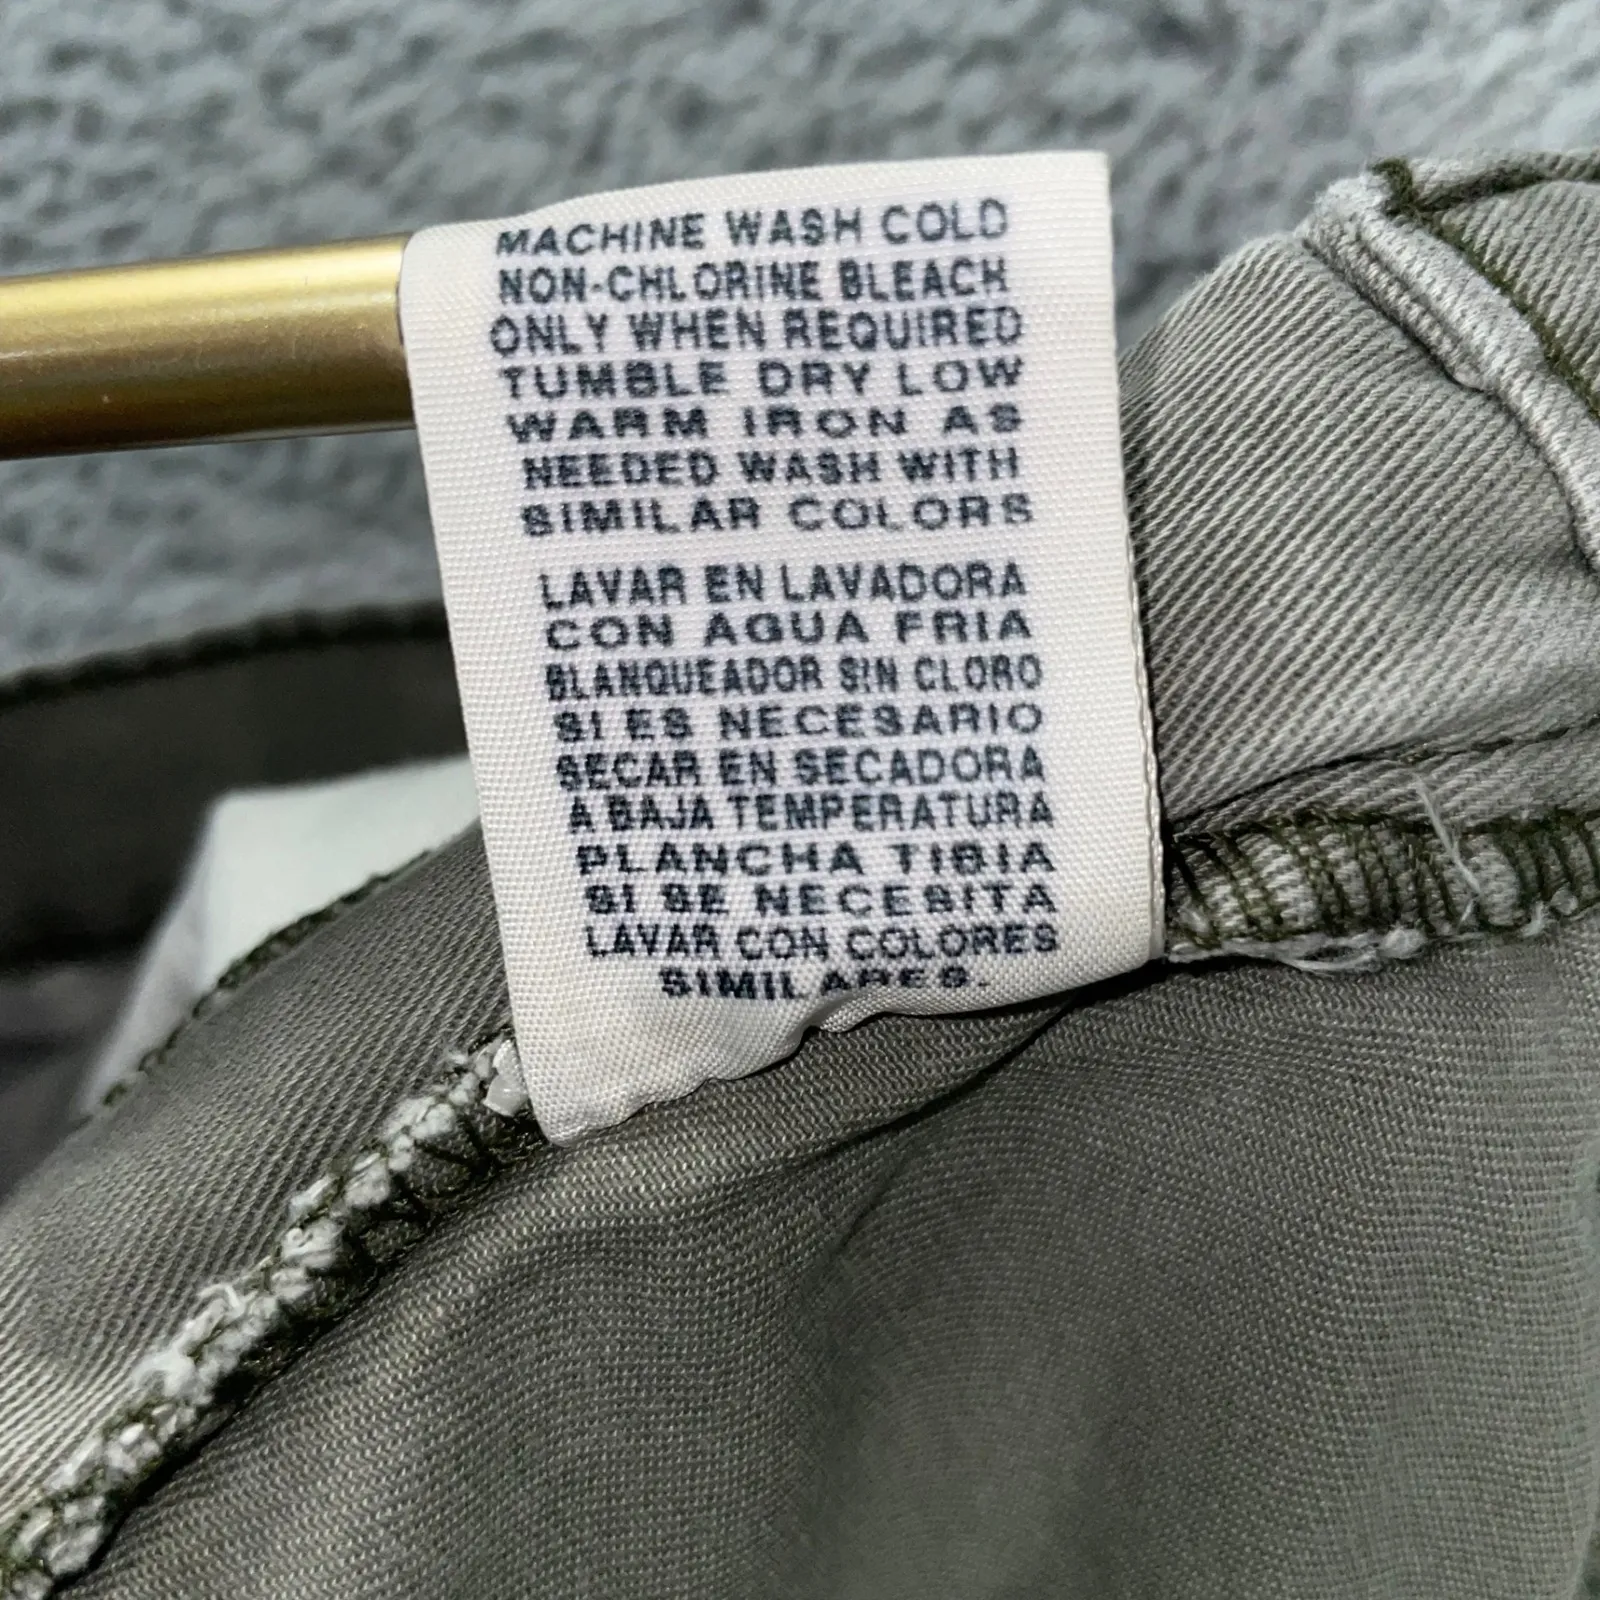 MACHINE WASH COLD
NON-CHLORINE BLEACH
ONLY WHEN REQUIRED
TUMBLE DRY LOW
WARM IRON AS
NEEDED WASH WITH
SIMILAR COLORS
LAVAR EN LAVADORA
CON AGUA FRIA
BLANQUEADOR SIN CLORO
SI ES NECESARIO
SECAR EN SECADORA
A BAJA TEMPERATURA
PLANCHA TIBIA
SI SE NECESITA
LAVAR CON COLORES
SIMILARES.